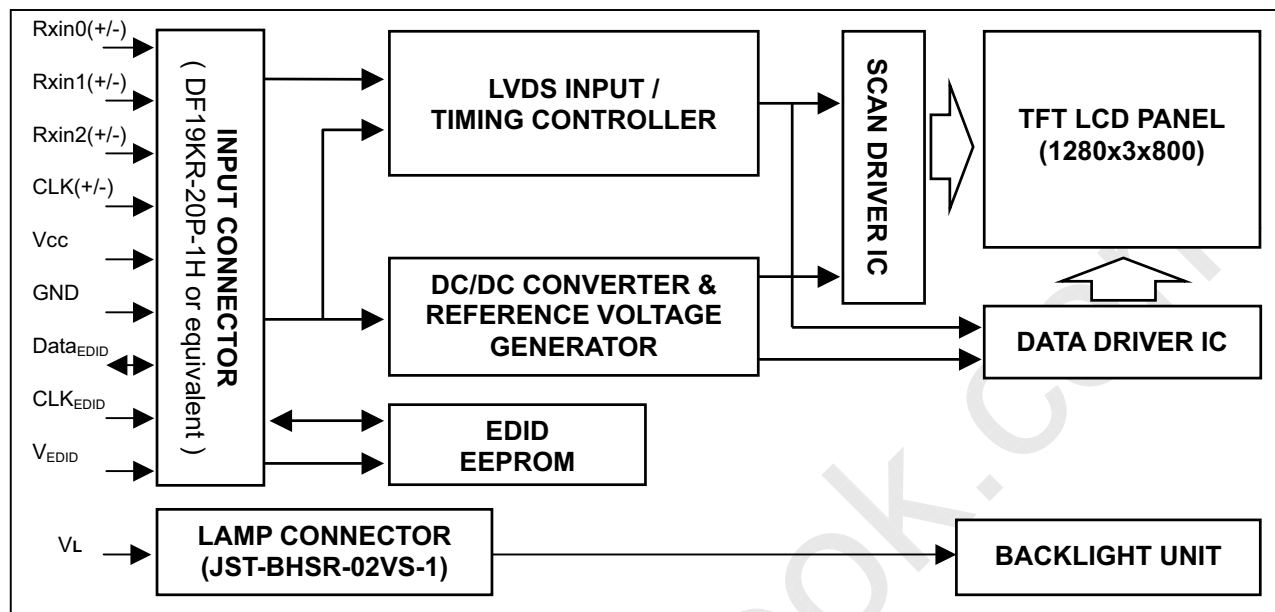 Rxin0(+/-)
Rxin1(+/-)
Rxin2(+/-)
CLK(+/-)
Vcc
GND
DataEDID
CLKEDID
VEDID
VL
INPUT CONNECTOR
( DF19KR-20P-1H or equivalent )
LVDS INPUT /
TIMING CONTROLLER
DC/DC CONVERTER &
REFERENCE VOLTAGE
GENERATOR
EDID
EEPROM
SCAN DRIVER IC
TFT LCD PANEL
(1280x3x800)
DATA DRIVER IC
LAMP CONNECTOR
(JST-BHSR-02VS-1)
BACKLIGHT UNIT
ook.com